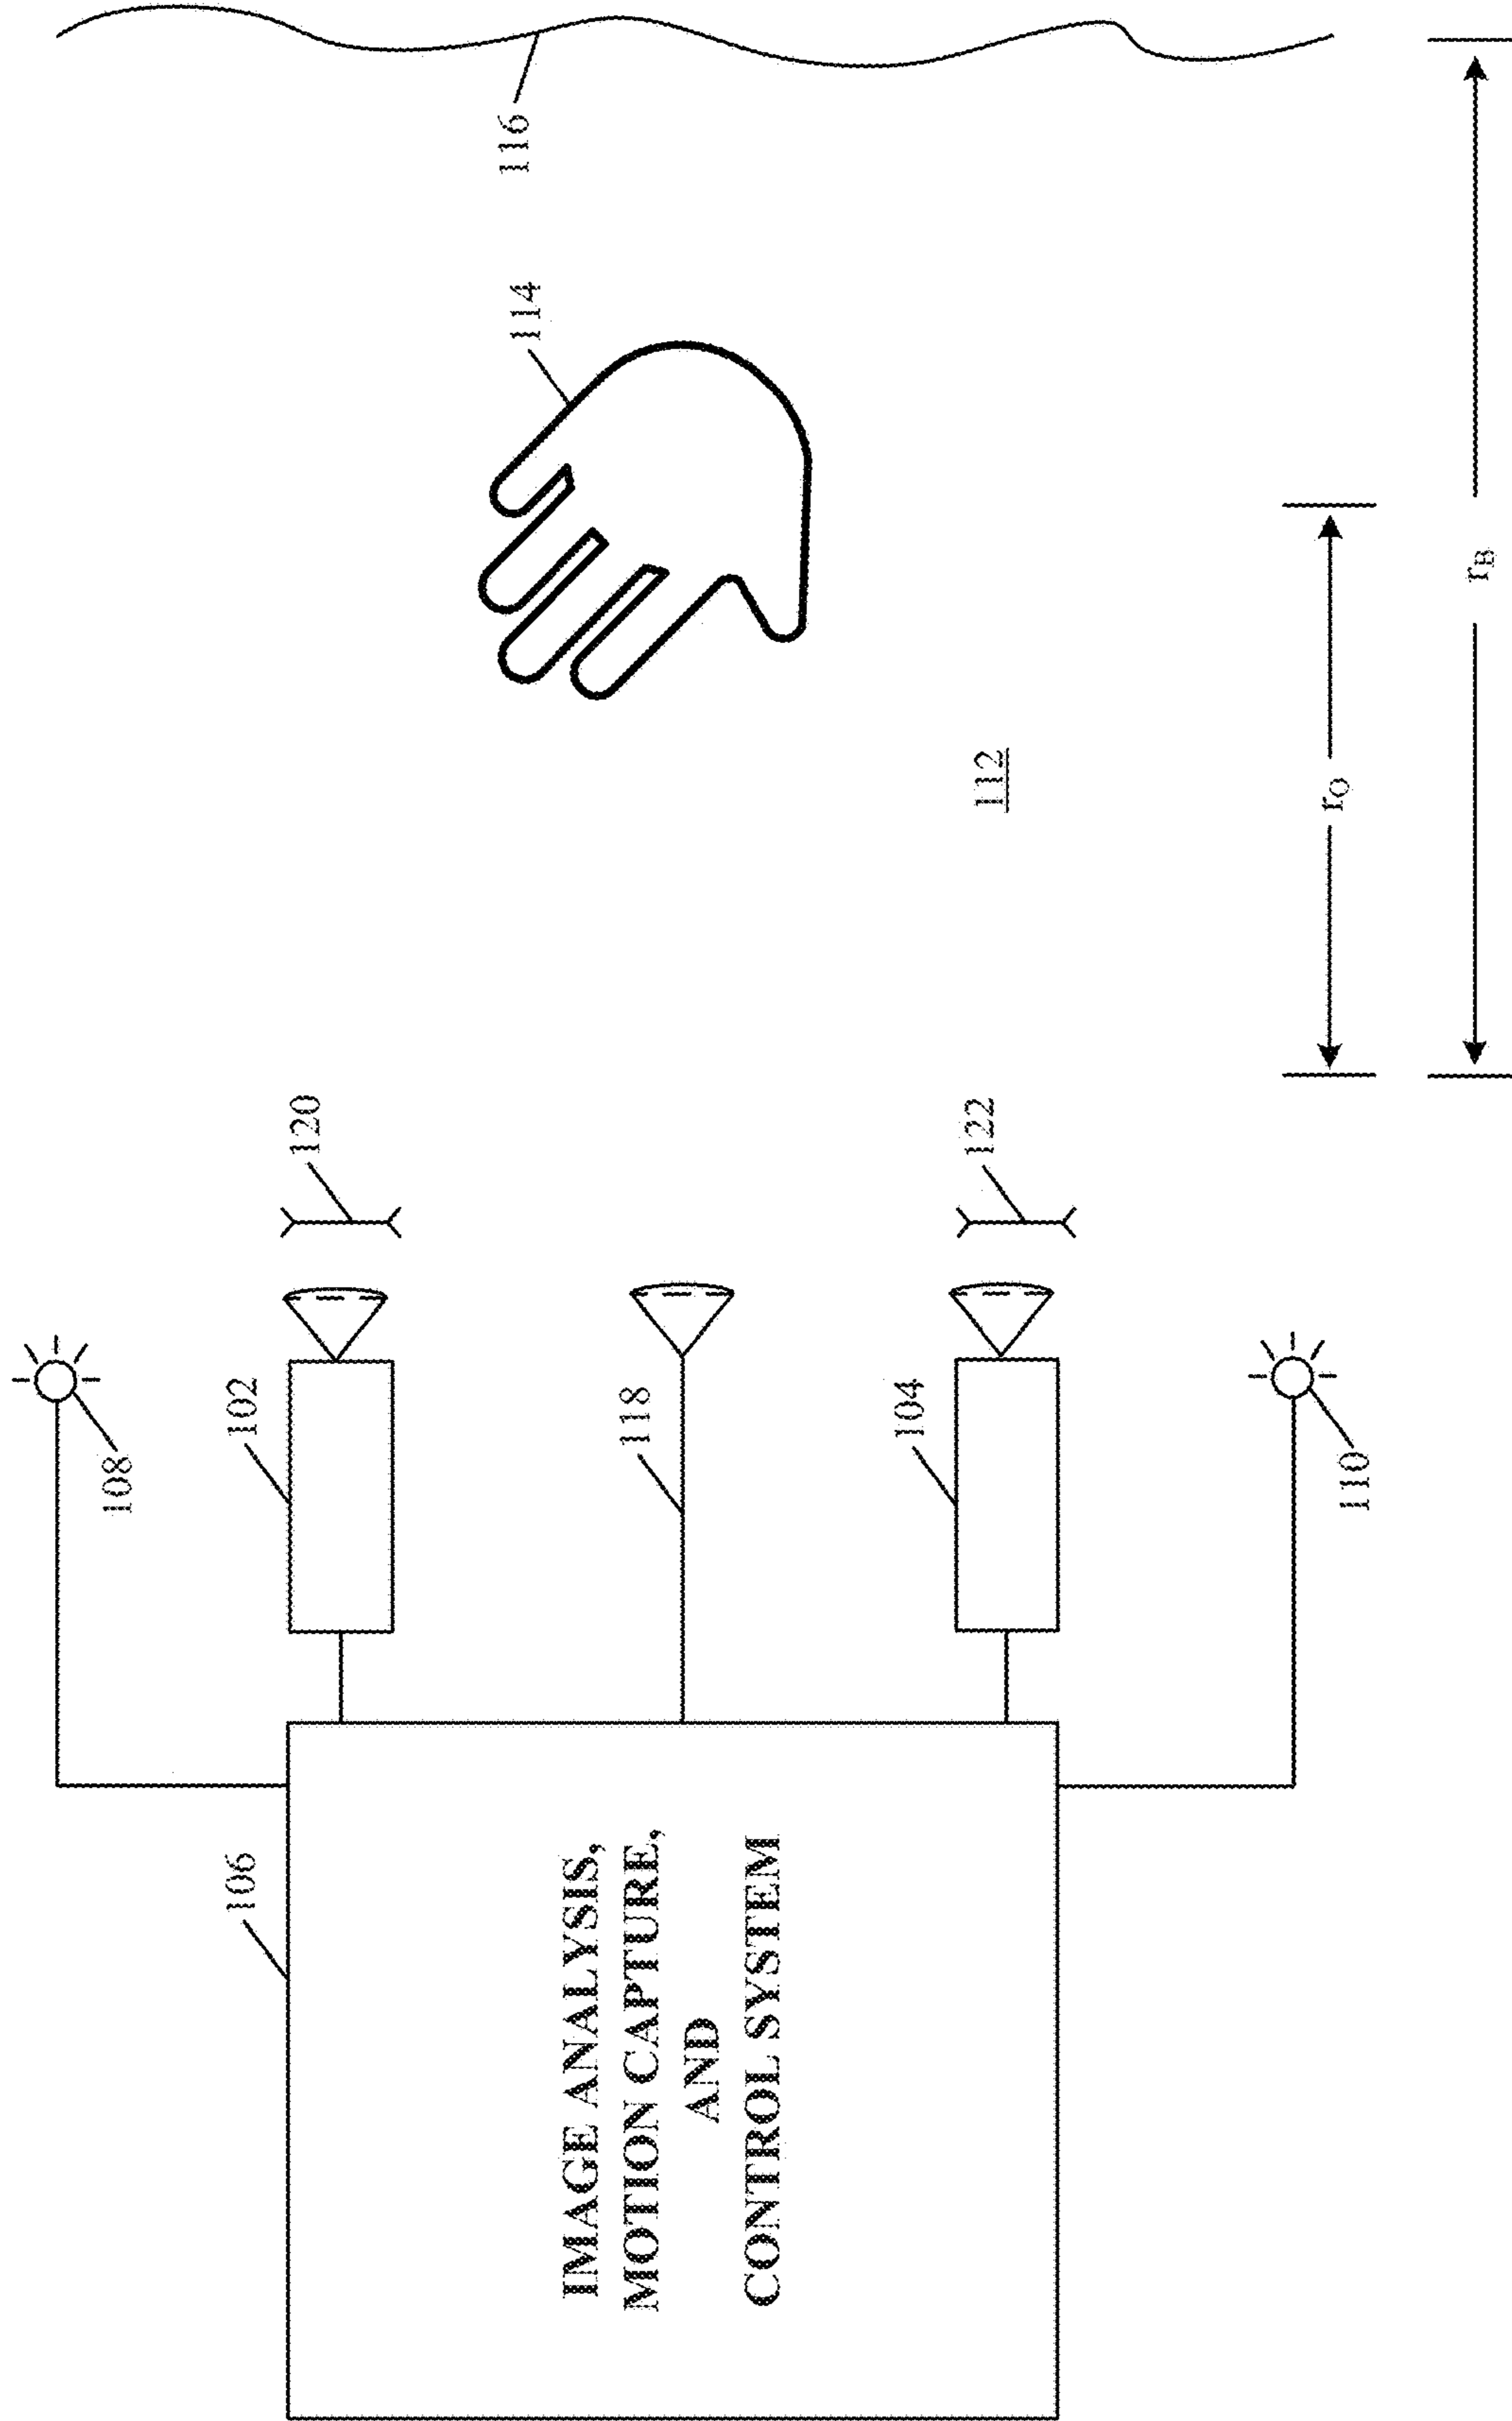 108
106
102
120
116
114
IMAGE ANALYSIS,
MOTION CAPTURE,
AND
CONTROL SYSTEM
118
104
122
112
rO
110
rB